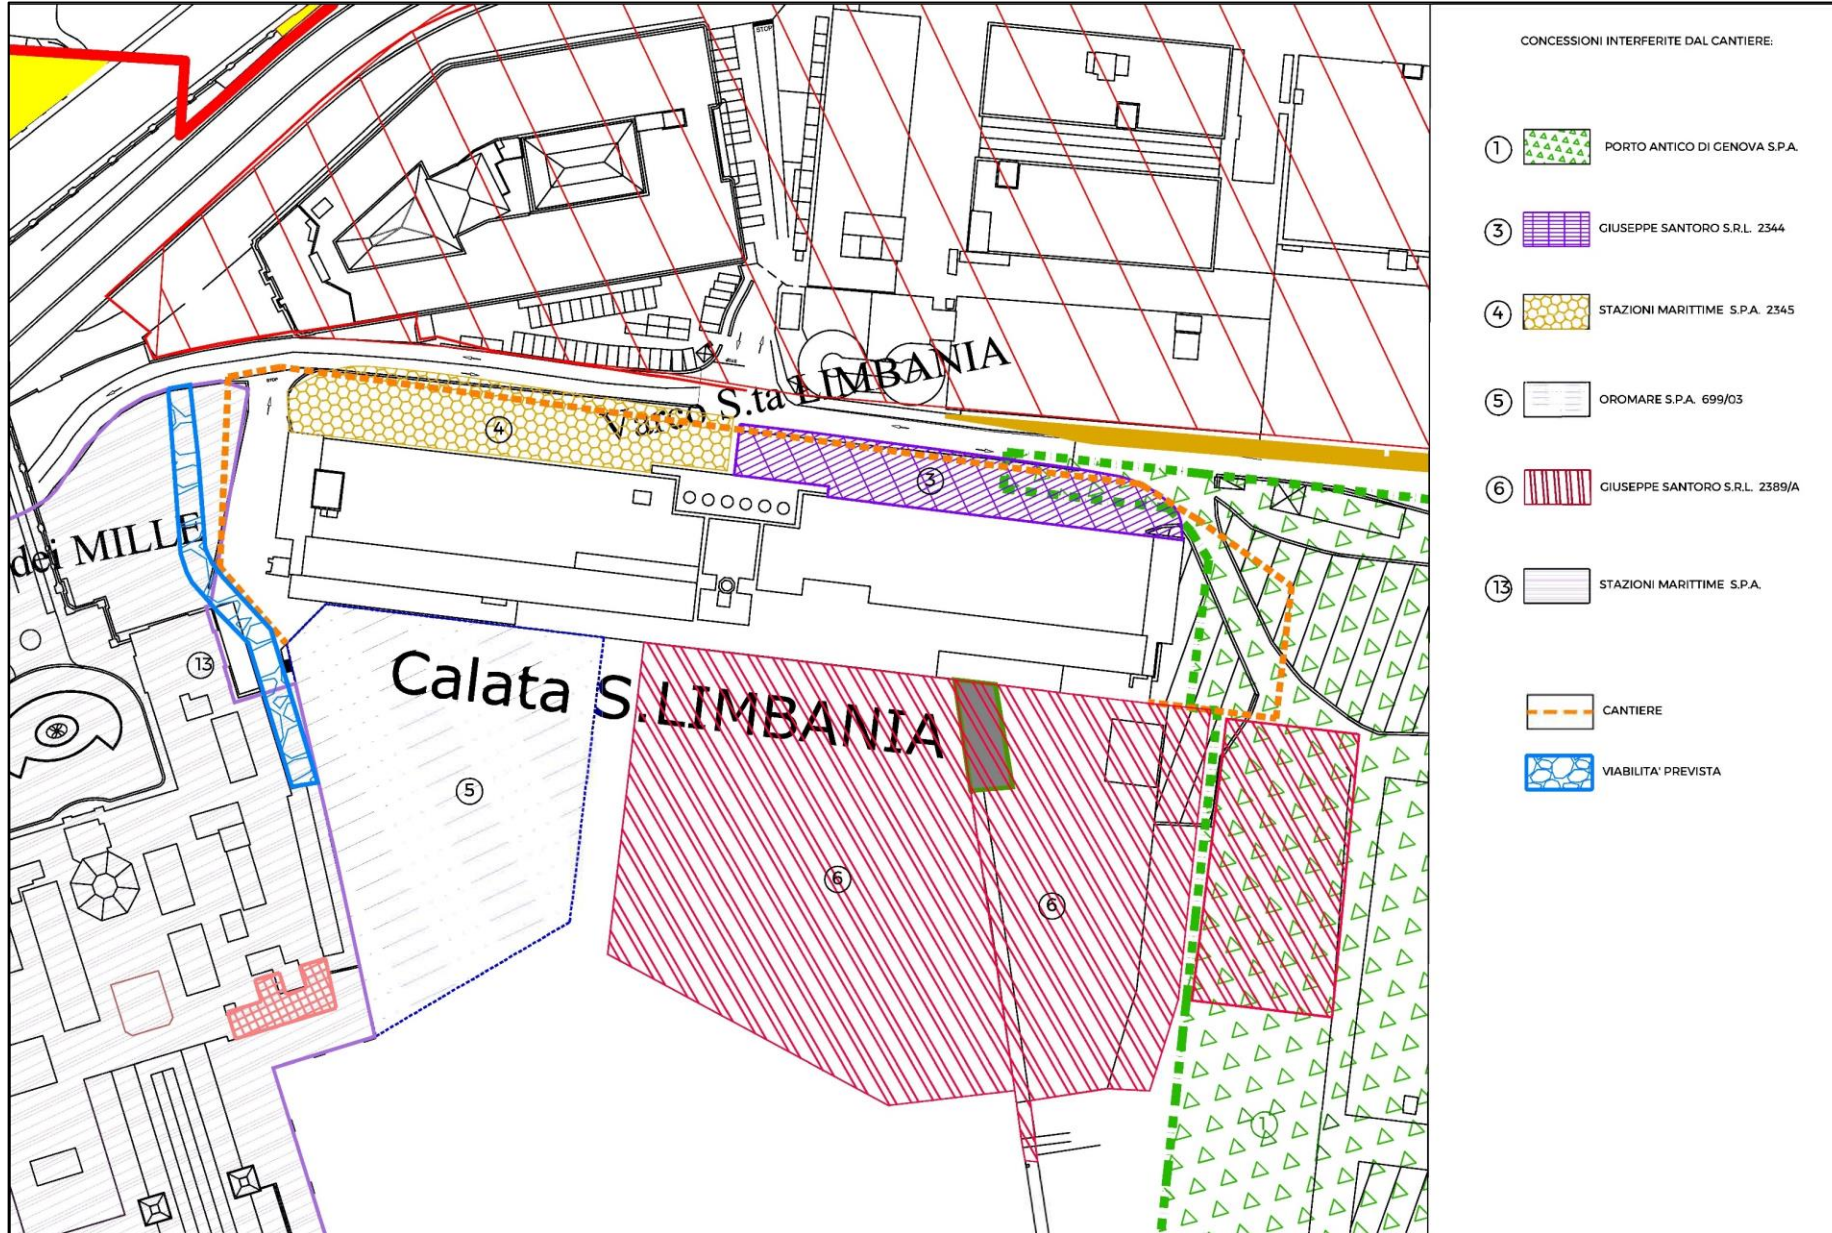 STOP
STOP
Varco S.ta LIMBANIA
4
3
dei MILLE
13
Calata S.LIMBANIA
5
6
6
1
CONCESSIONI INTERFERITE DAL CANTIERE:
1 PORTO ANTICO DI GENOVA S.P.A.
3 GIUSEPPE SANTORO S.R.L. 2344
4 STAZIONI MARITTIME S.P.A. 2345
5 OROMARE S.P.A. 699/03
6 GIUSEPPE SANTORO S.R.L. 2389/A
13 STAZIONI MARITTIME S.P.A.
CANTIERE
VIABILITA' PREVISTA